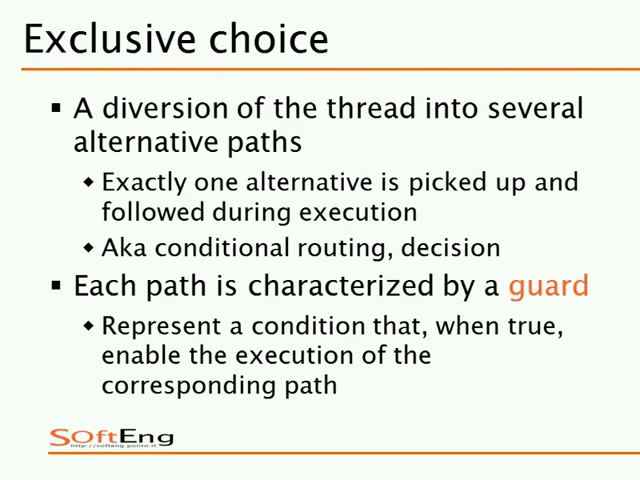 Exclusive choice
▪ A diversion of the thread into several
alternative paths
◆ Exactly one alternative is picked up and
followed during execution
◆ Aka conditional routing, decision
▪ Each path is characterized by a guard
◆ Represent a condition that, when true,
enable the execution of the
corresponding path
SOftEng
http://softeng.polito.it